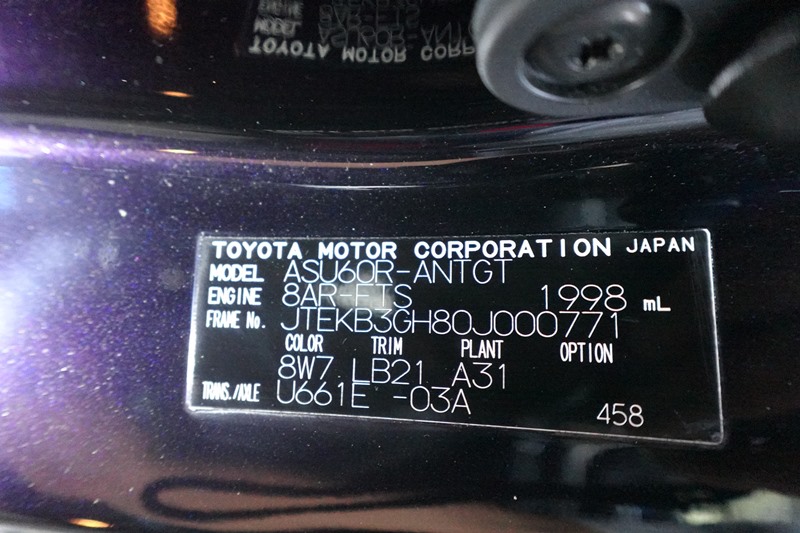 TOYOTA MOTOR CORPORATION JAPAN
MODEL ASU60R-ANTGT
ENGINE 8AR-FTS 1998 mL
FRAME No. JTEKB3GH80J000771
COLOR TRIM PLANT OPTION
8W7 LB21 A31
TRANS./AXLE U661E -03A
458